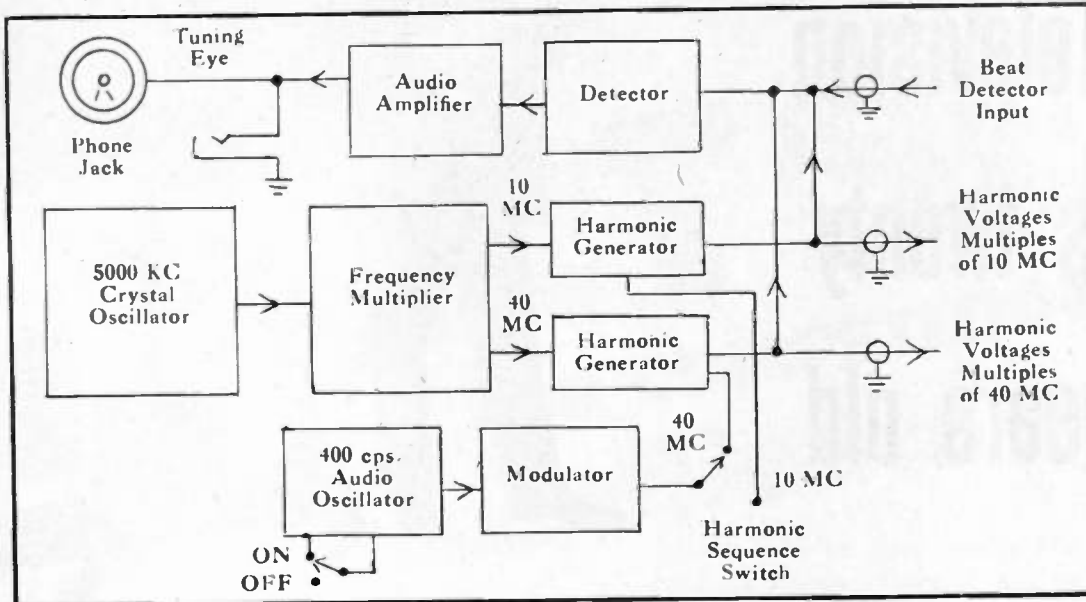 Tuning
Eye
Phone
Jack
Audio
Amplifier
Detector
Beat
Detector
Input
5000 KC
Crystal
Oscillator
Frequency
Multiplier
10
MC
Harmonic
Generator
Harmonic
Voltages
Multiples
of 10 MC
40
MC
Harmonic
Generator
Harmonic
Voltages
Multiples
of 40 MC
400 cps.
Audio
Oscillator
Modulator
40
MC
10 MC
Harmonic
Sequence
Switch
ON
OFF